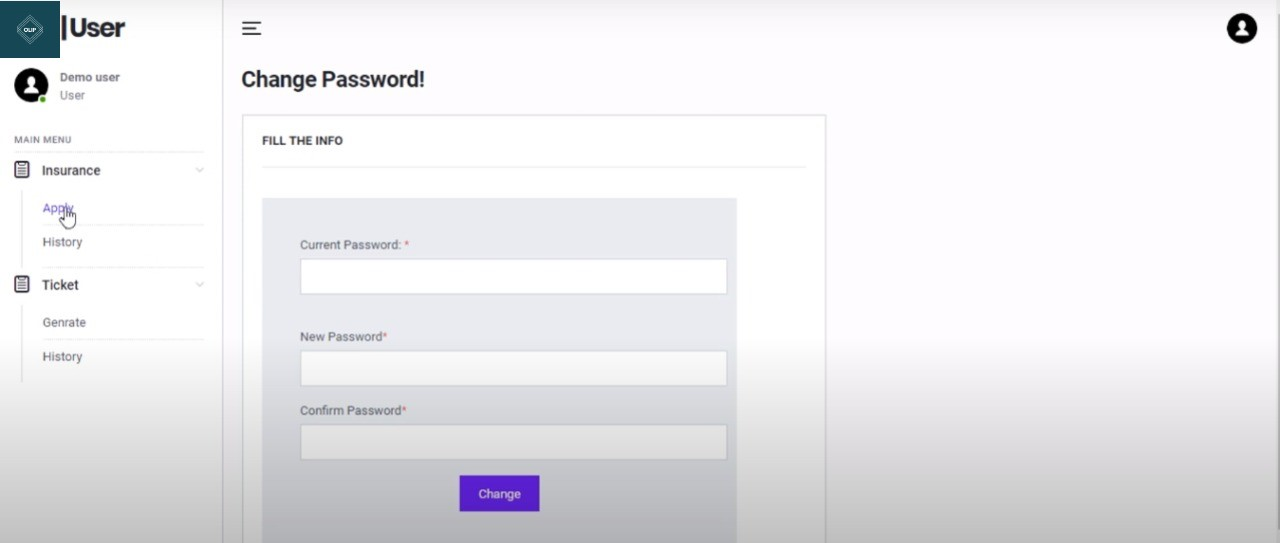 OLIP
|User
Demo user
User
MAIN MENU
Insurance
Apply
History
Ticket
Genrate
History
Change Password!
FILL THE INFO
Current Password: *
New Password*
Confirm Password*
Change